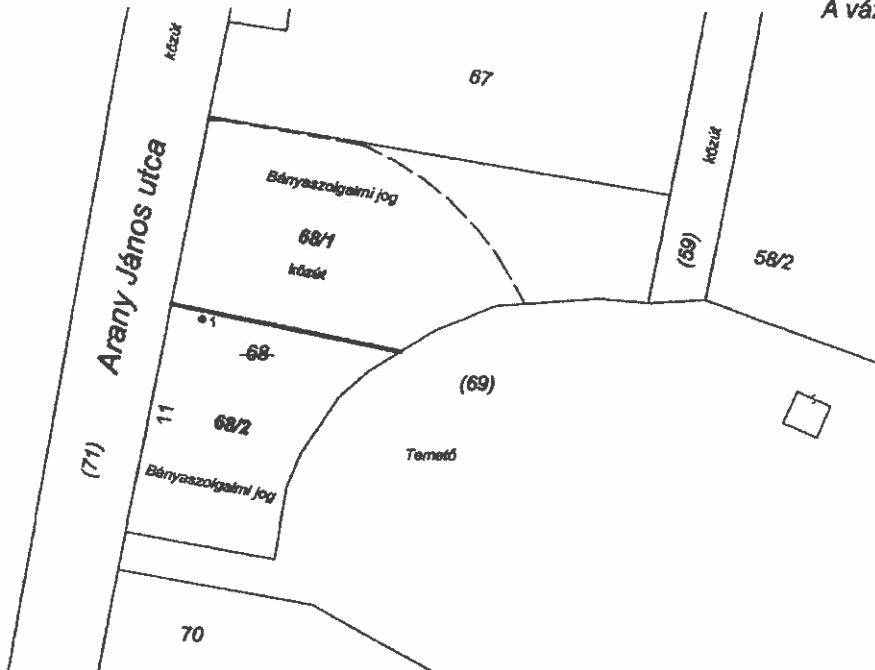 A váz
közút
67
Arany János utca
közút
Bányaszolgalmi jog
68/1
(59)
58/2
közút
1
68
(69)
11
68/2
(71)
Temető
Bányaszolgalmi jog
70